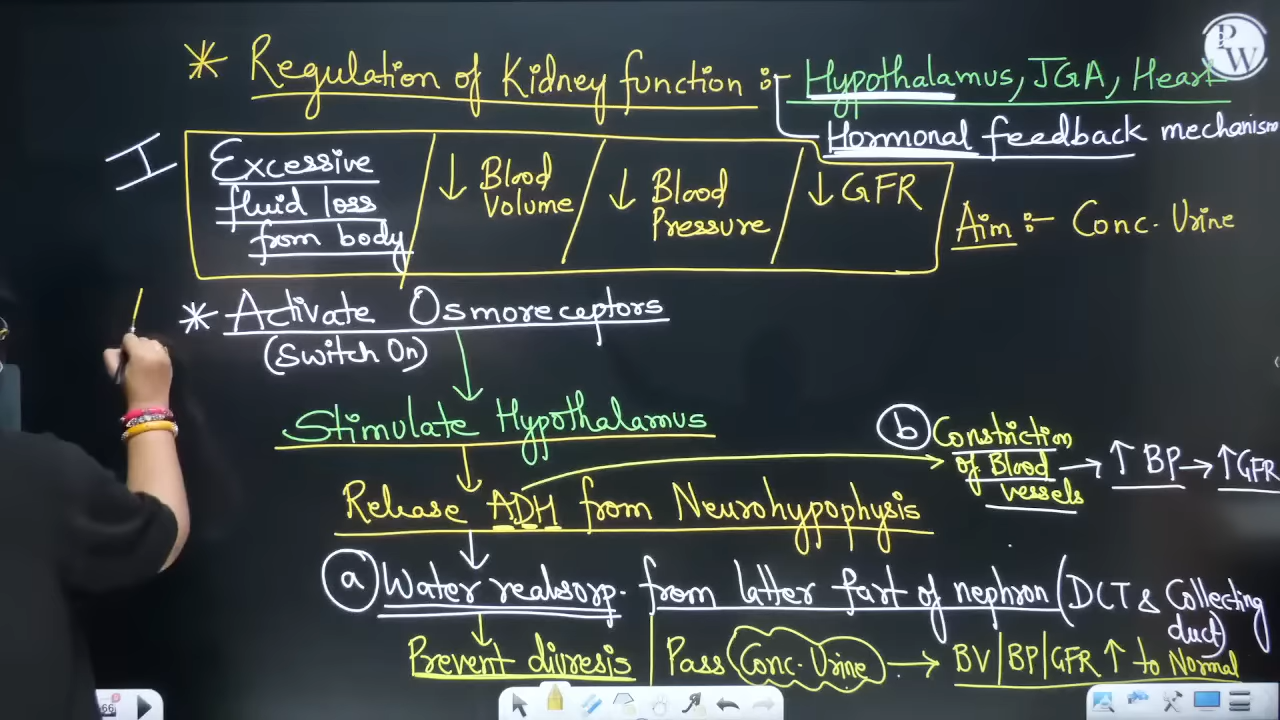 * Regulation of Kidney function :- Hypothalamus, JGA, Heart
PW
Hormonal feedback mechanism
I
Excessive fluid loss from body
↓ Blood Volume
↓ Blood Pressure
↓ GFR
Aim :- Conc. Urine
* Activate Osmoreceptors
(Switch On)
Stimulate Hypothalamus
Release ADH from Neurohypophysis
(b) Constriction of Blood vessels → ↑ BP → ↑ GFR
(a) Water reabsorp. from latter part of nephron (DCT & Collecting duct)
Prevent diuresis | Pass Conc. Urine → BV | BP | GFR ↑ to Normal
66